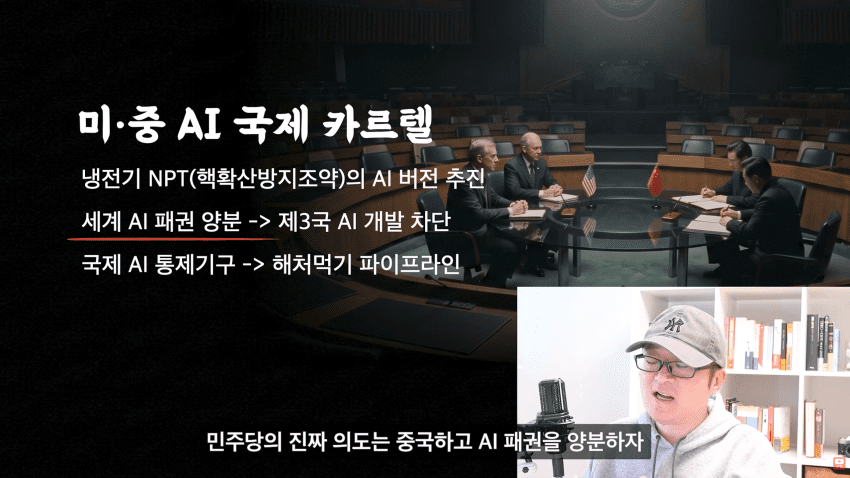 미·중 AI 국제 카르텔
냉전기 NPT(핵확산방지조약)의 AI 버전 추진
세계 AI 패권 양분 -> 제3국 AI 개발 차단
국제 AI 통제기구 -> 해처먹기 파이프라인
민주당의 진짜 의도는 중국하고 AI 패권을 양분하자